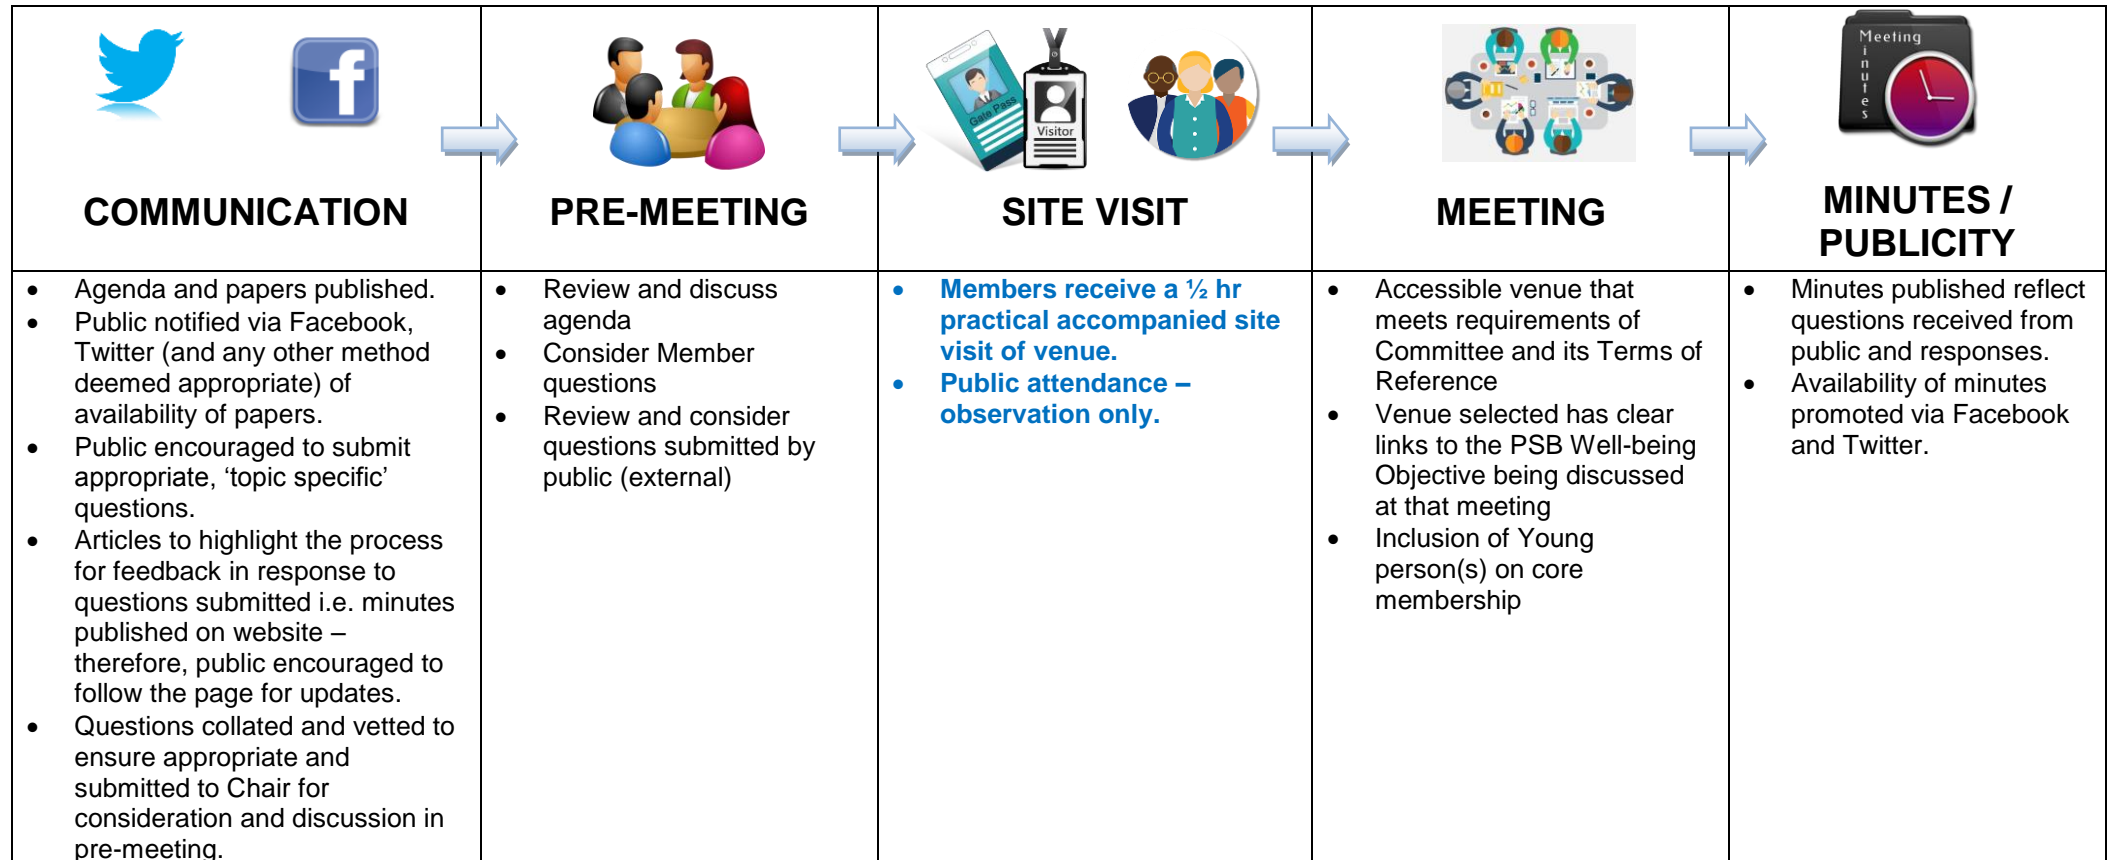 f
Gate Pass
Visitor
Meeting
Minutes
COMMUNICATION
PRE-MEETING
SITE VISIT
MEETING
MINUTES /
PUBLICITY
• Agenda and papers published.
• Public notified via Facebook,
Twitter (and any other method
deemed appropriate) of
availability of papers.
• Public encouraged to submit
appropriate, ‘topic specific’
questions.
• Articles to highlight the process
for feedback in response to
questions submitted i.e. minutes
published on website –
therefore, public encouraged to
follow the page for updates.
• Questions collated and vetted to
ensure appropriate and
submitted to Chair for
consideration and discussion in
pre-meeting.
• Review and discuss
agenda
• Consider Member
questions
• Review and consider
questions submitted by
public (external)
• Members receive a ½ hr
practical accompanied site
visit of venue.
• Public attendance –
observation only.
• Accessible venue that
meets requirements of
Committee and its Terms of
Reference
• Venue selected has clear
links to the PSB Well-being
Objective being discussed
at that meeting
• Inclusion of Young
person(s) on core
membership
• Minutes published reflect
questions received from
public and responses.
• Availability of minutes
promoted via Facebook
and Twitter.